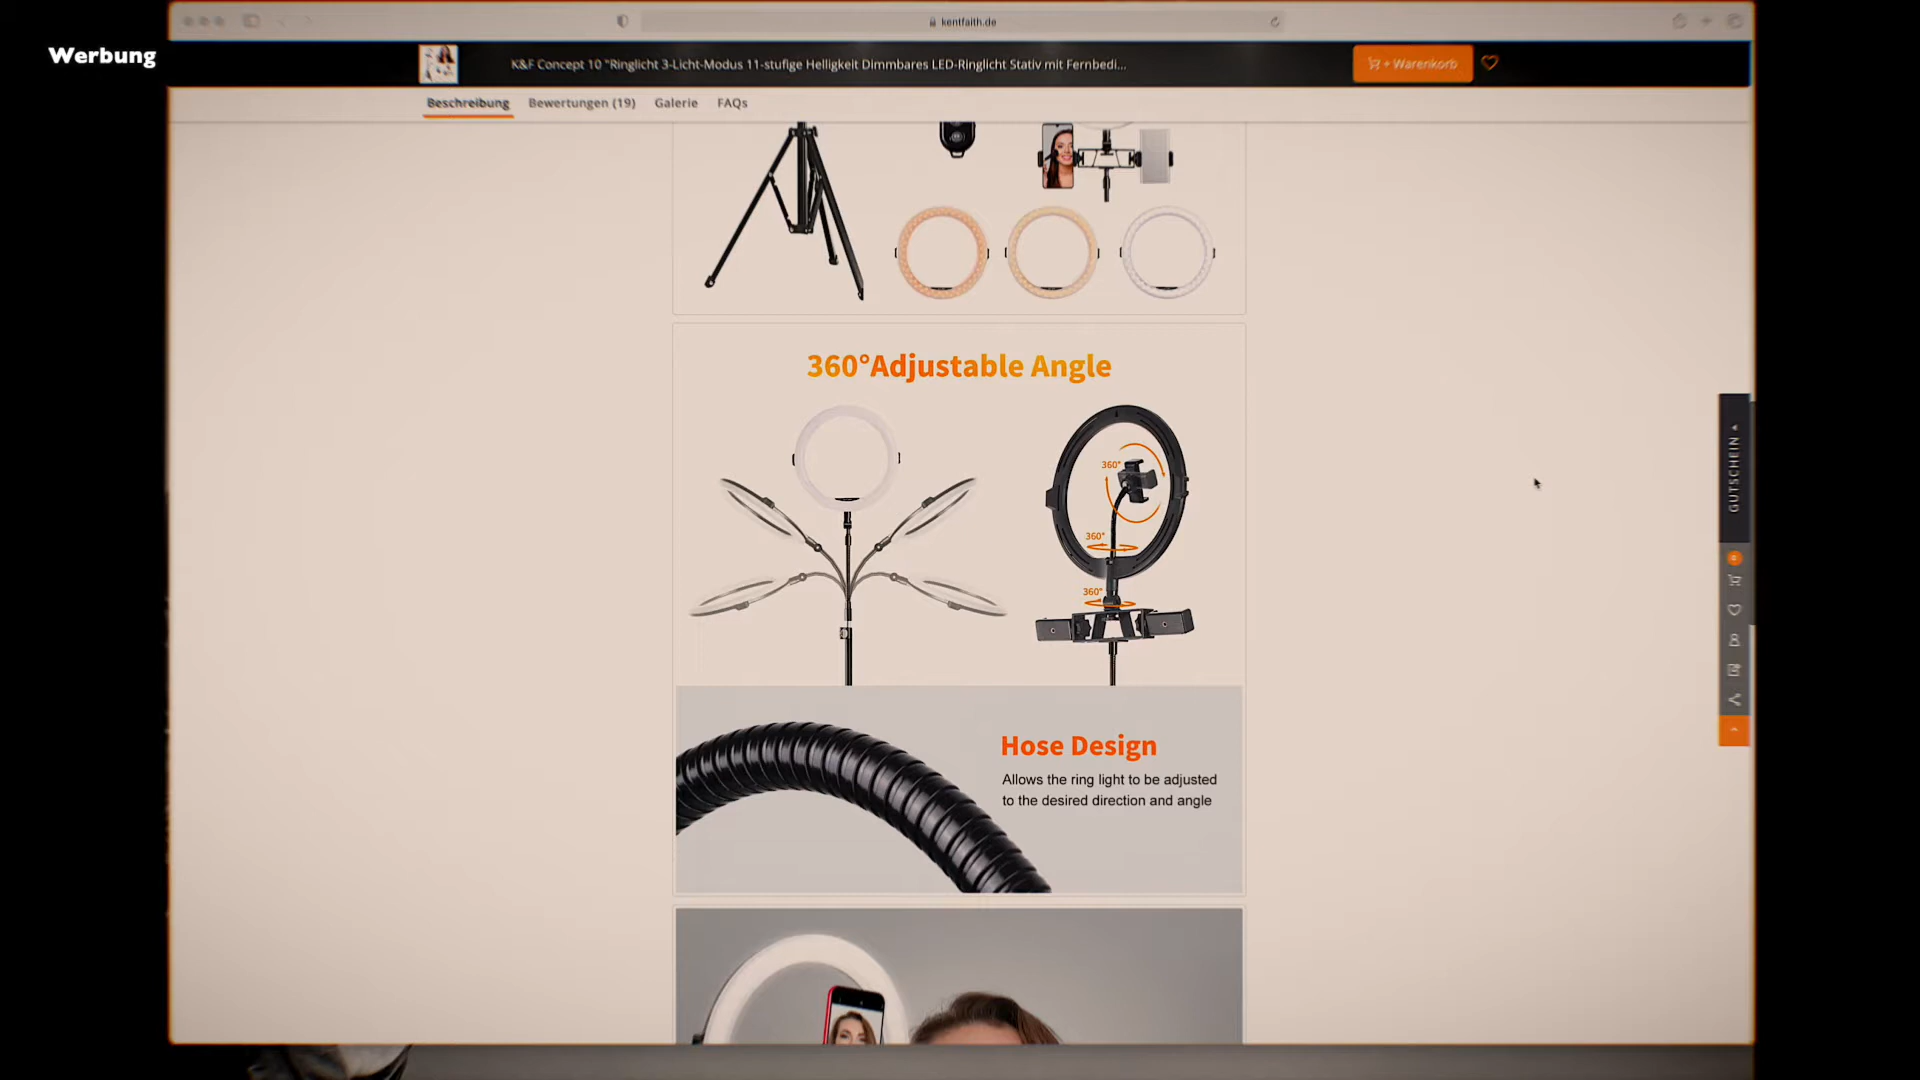 Werbung
kentfaith.de
K&F Concept 10 "Ringlicht 3-Licht-Modus 11-stufige Helligkeit Dimmbares LED-Ringlicht Stativ mit Fernbedi...
+ Warenkorb
Beschreibung Bewertungen (19) Galerie FAQs
360°Adjustable Angle
360°
360°
360°
GUTSCHEIN
Hose Design
Allows the ring light to be adjusted
to the desired direction and angle